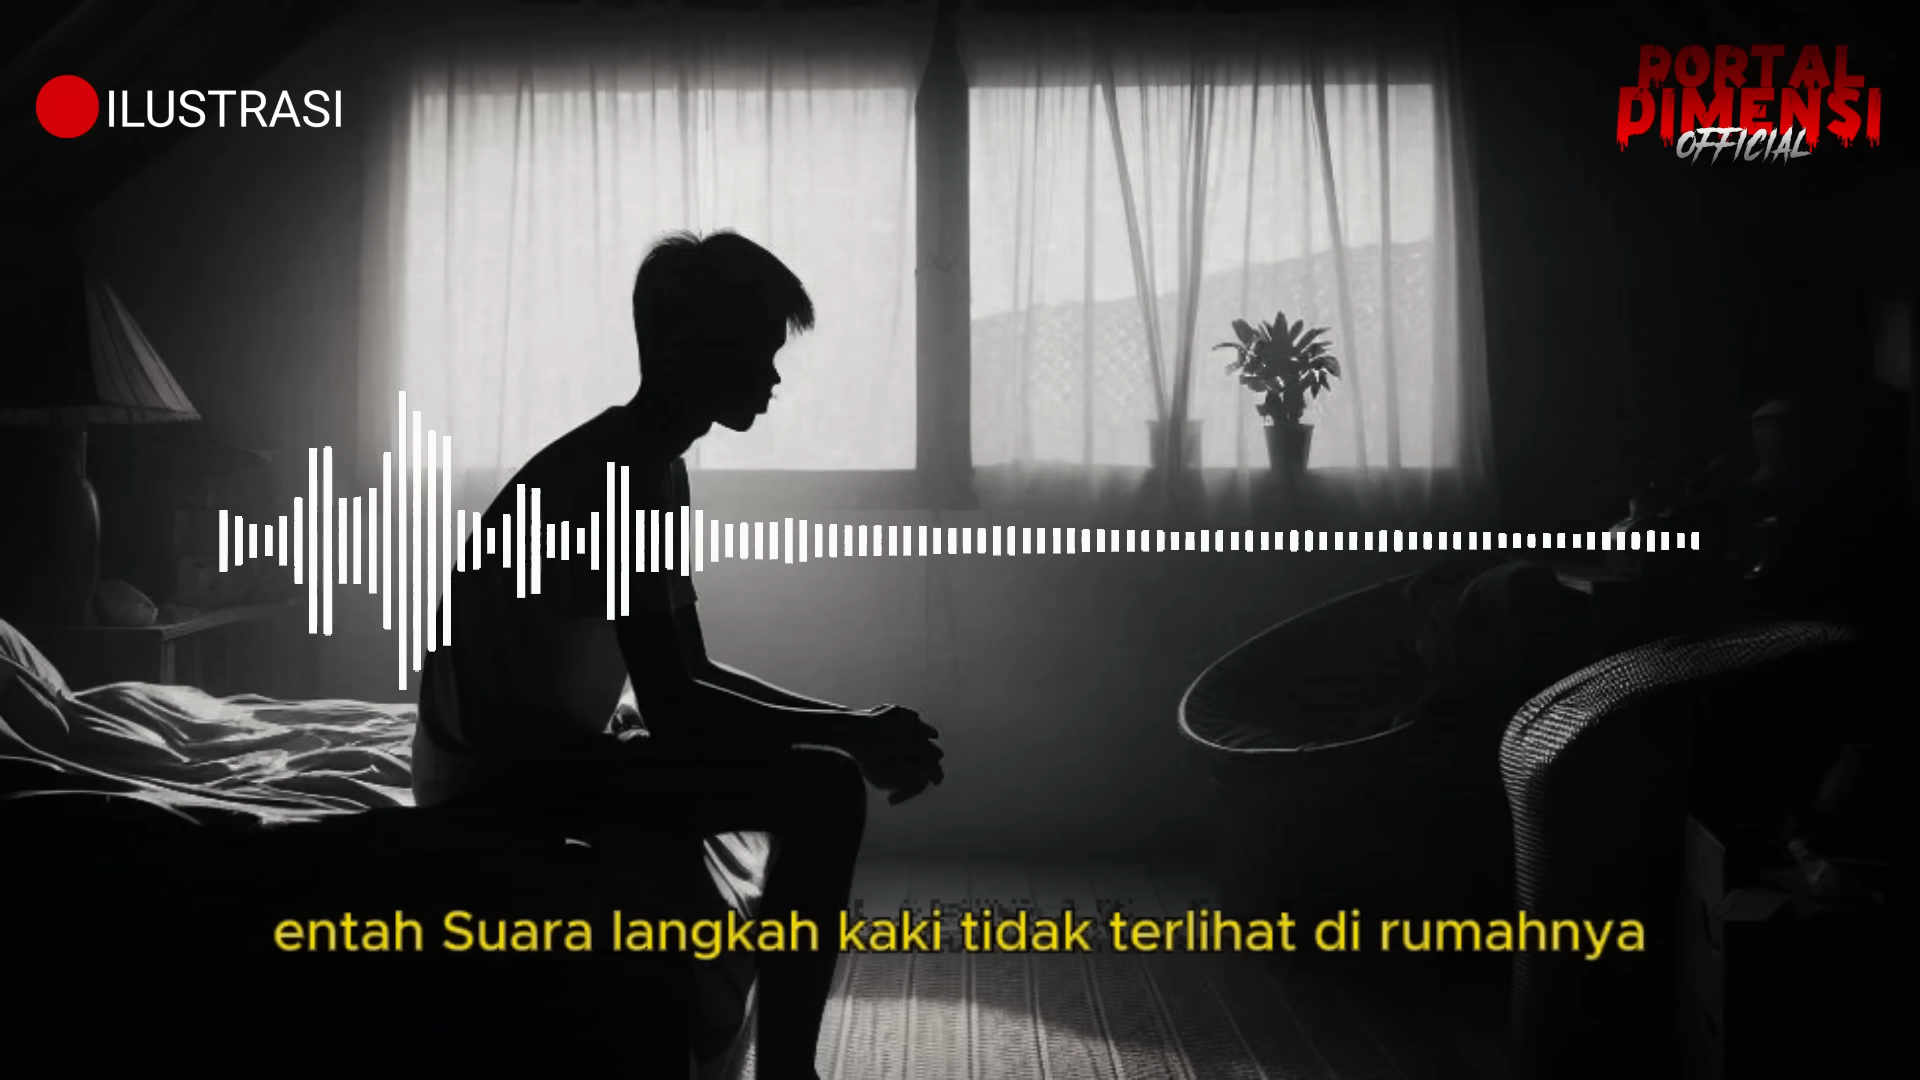 ILUSTRASI
PORTAL
DIMENSI
OFFICIAL
entah Suara langkah kaki tidak terlihat di rumahnya